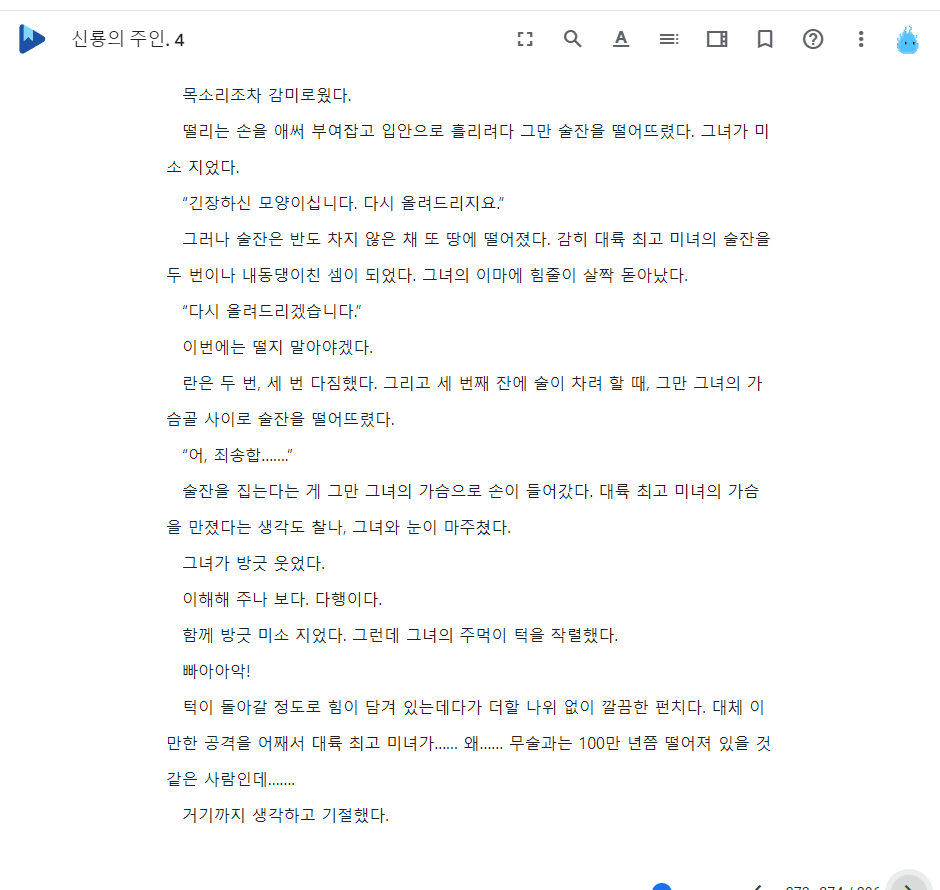 신룡의 주인. 4
목소리조차 감미로웠다.
떨리는 손을 애써 부여잡고 입안으로 흘리려다 그만 술잔을 떨어뜨렸다. 그녀가 미
소 지었다.
“긴장하신 모양이십니다. 다시 올려드리지요.”
그러나 술잔은 반도 차지 않은 채 또 땅에 떨어졌다. 감히 대륙 최고 미녀의 술잔을
두 번이나 내동댕이친 셈이 되었다. 그녀의 이마에 힘줄이 살짝 돋아났다.
“다시 올려드리겠습니다.”
이번에는 떨지 말아야겠다.
란은 두 번, 세 번 다짐했다. 그리고 세 번째 잔에 술이 차려 할 때, 그만 그녀의 가
슴골 사이로 술잔을 떨어뜨렸다.
“어, 죄송합.......”
술잔을 집는다는 게 그만 그녀의 가슴으로 손이 들어갔다. 대륙 최고 미녀의 가슴
을 만졌다는 생각도 찰나, 그녀와 눈이 마주쳤다.
그녀가 방긋 웃었다.
이해해 주나 보다. 다행이다.
함께 방긋 미소 지었다. 그런데 그녀의 주먹이 턱을 작렬했다.
빠아아악!
턱이 돌아갈 정도로 힘이 담겨 있는데다가 더할 나위 없이 깔끔한 펀치다. 대체 이
만한 공격을 어째서 대륙 최고 미녀가...... 왜...... 무술과는 100만 년쯤 떨어져 있을 것
같은 사람인데.......
거기까지 생각하고 기절했다.